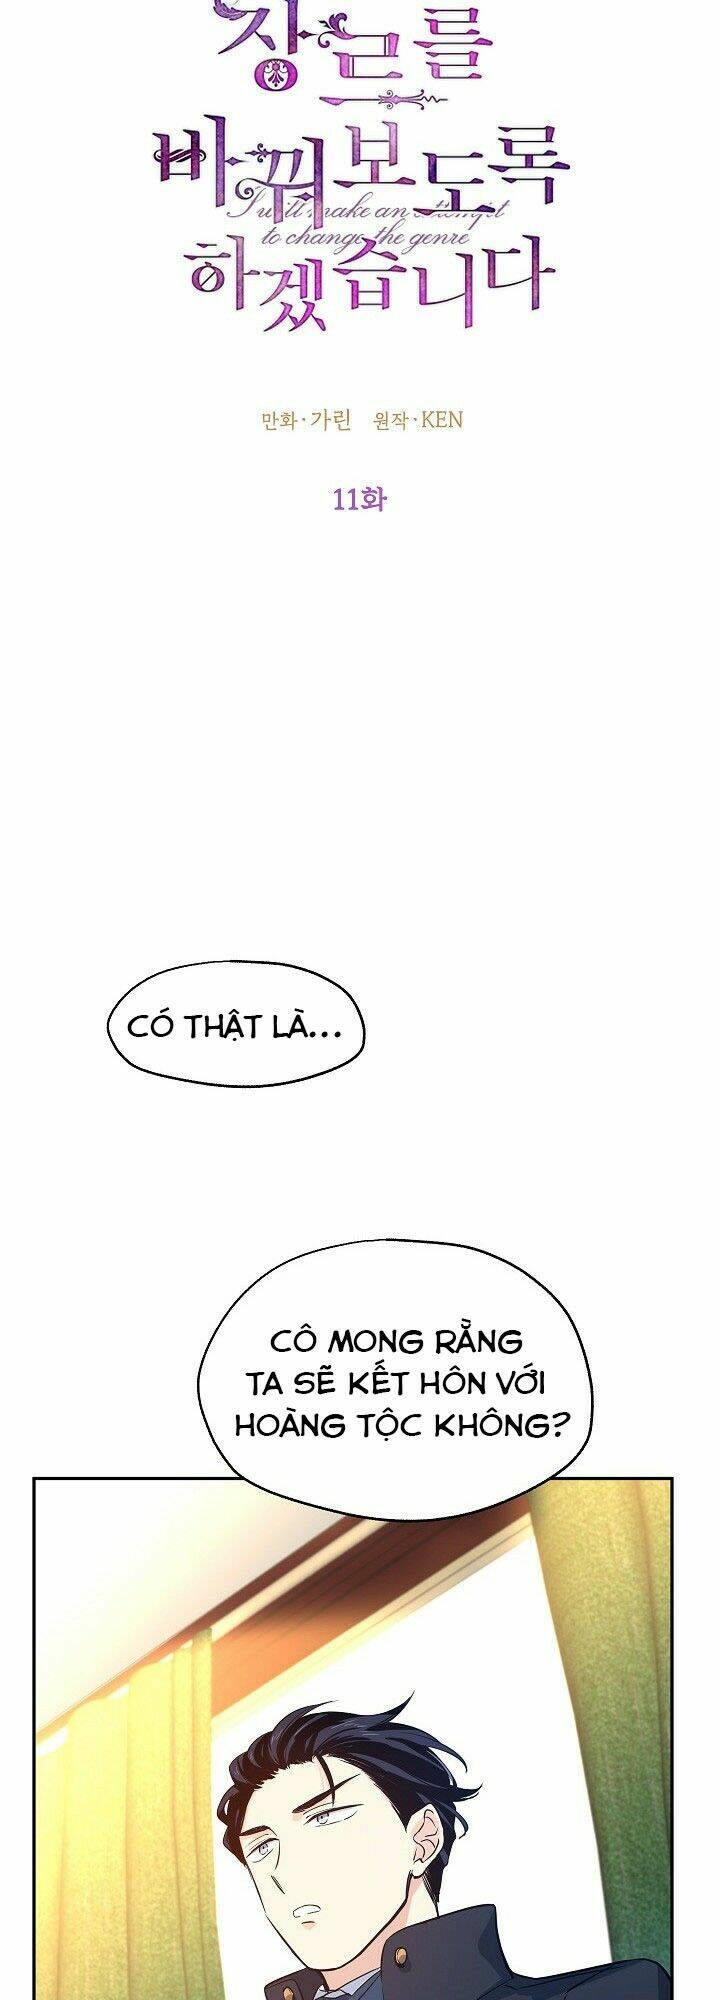 장르를
바꿔보도록
I will make an attempt
to change the genre
하겠습니다
만화·가린 원작·KEN
11화
CÓ THẬT LÀ...
CÔ MONG RẰNG
TA SẼ KẾT HÔN VỚI
HOÀNG TỘC KHÔNG?